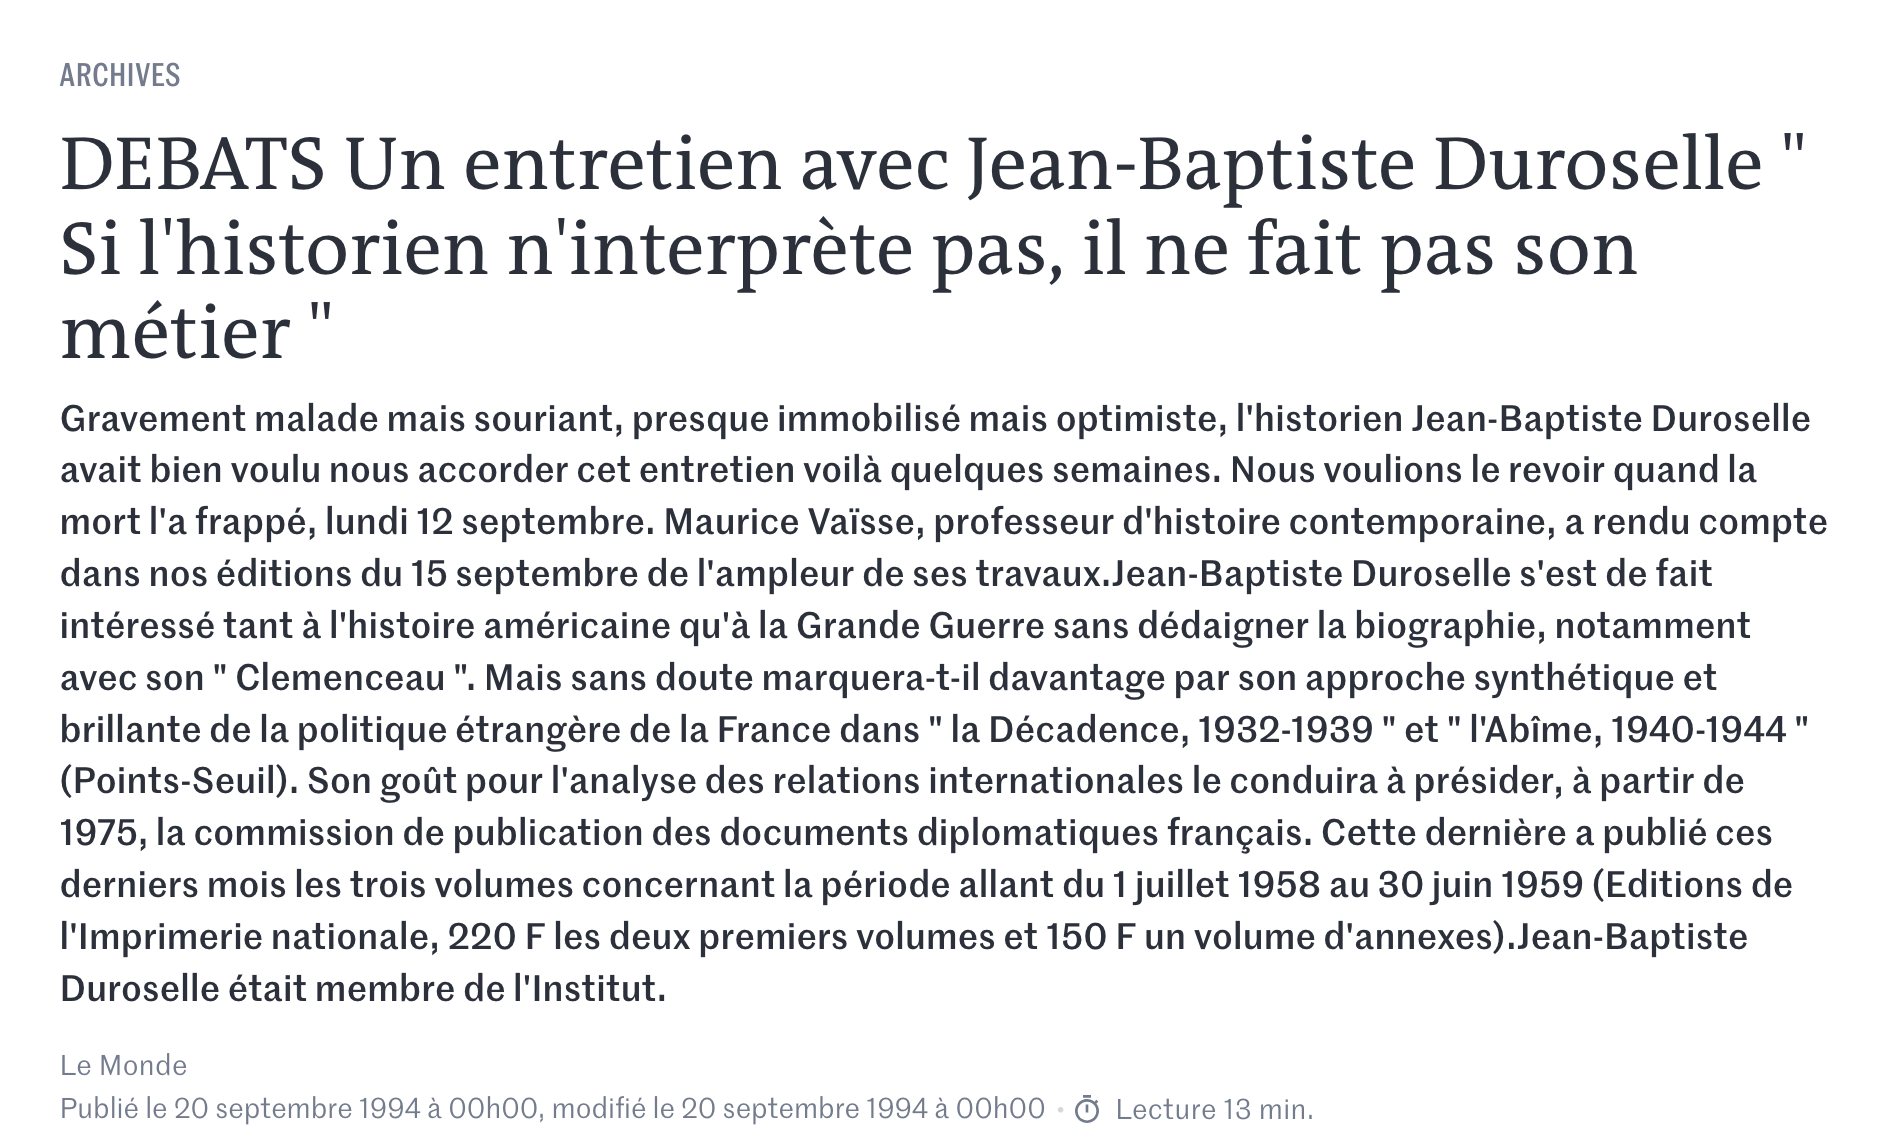 ARCHIVES
DEBATS Un entretien avec Jean-Baptiste Duroselle "
Si l'historien n'interprète pas, il ne fait pas son
métier "
Gravement malade mais souriant, presque immobilisé mais optimiste, l'historien Jean-Baptiste Duroselle
avait bien voulu nous accorder cet entretien voilà quelques semaines. Nous voulions le revoir quand la
mort l'a frappé, lundi 12 septembre. Maurice Vaïsse, professeur d'histoire contemporaine, a rendu compte
dans nos éditions du 15 septembre de l'ampleur de ses travaux.Jean-Baptiste Duroselle s'est de fait
intéressé tant à l'histoire américaine qu'à la Grande Guerre sans dédaigner la biographie, notamment
avec son " Clemenceau ". Mais sans doute marquera-t-il davantage par son approche synthétique et
brillante de la politique étrangère de la France dans " la Décadence, 1932-1939 " et " l'Abîme, 1940-1944 "
(Points-Seuil). Son goût pour l'analyse des relations internationales le conduira à présider, à partir de
1975, la commission de publication des documents diplomatiques français. Cette dernière a publié ces
derniers mois les trois volumes concernant la période allant du 1 juillet 1958 au 30 juin 1959 (Editions de
l'Imprimerie nationale, 220 F les deux premiers volumes et 150 F un volume d'annexes).Jean-Baptiste
Duroselle était membre de l'Institut.
Le Monde
Publié le 20 septembre 1994 à 00h00, modifié le 20 septembre 1994 à 00h00 • Lecture 13 min.